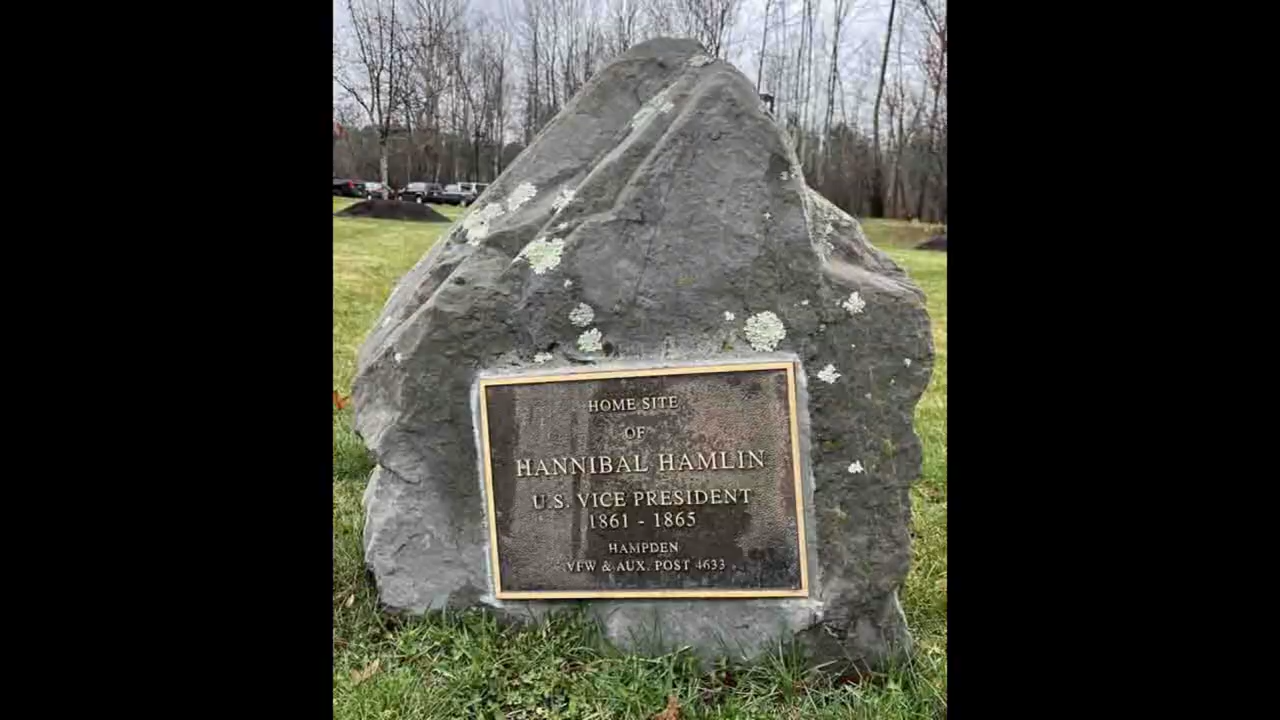 HOME SITE
OF
HANNIBAL HAMLIN
U.S. VICE PRESIDENT
1861 - 1865
HAMPDEN
VFW & AUX. POST 4633